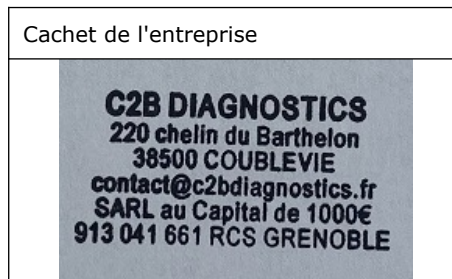 Cachet de l'entreprise
C2B DIAGNOSTICS
220 chelin du Barthelon
38500 COUBLEVIE
contact@c2bdiagnostics.fr
SARL au Capital de 1000€
913 041 661 RCS GRENOBLE